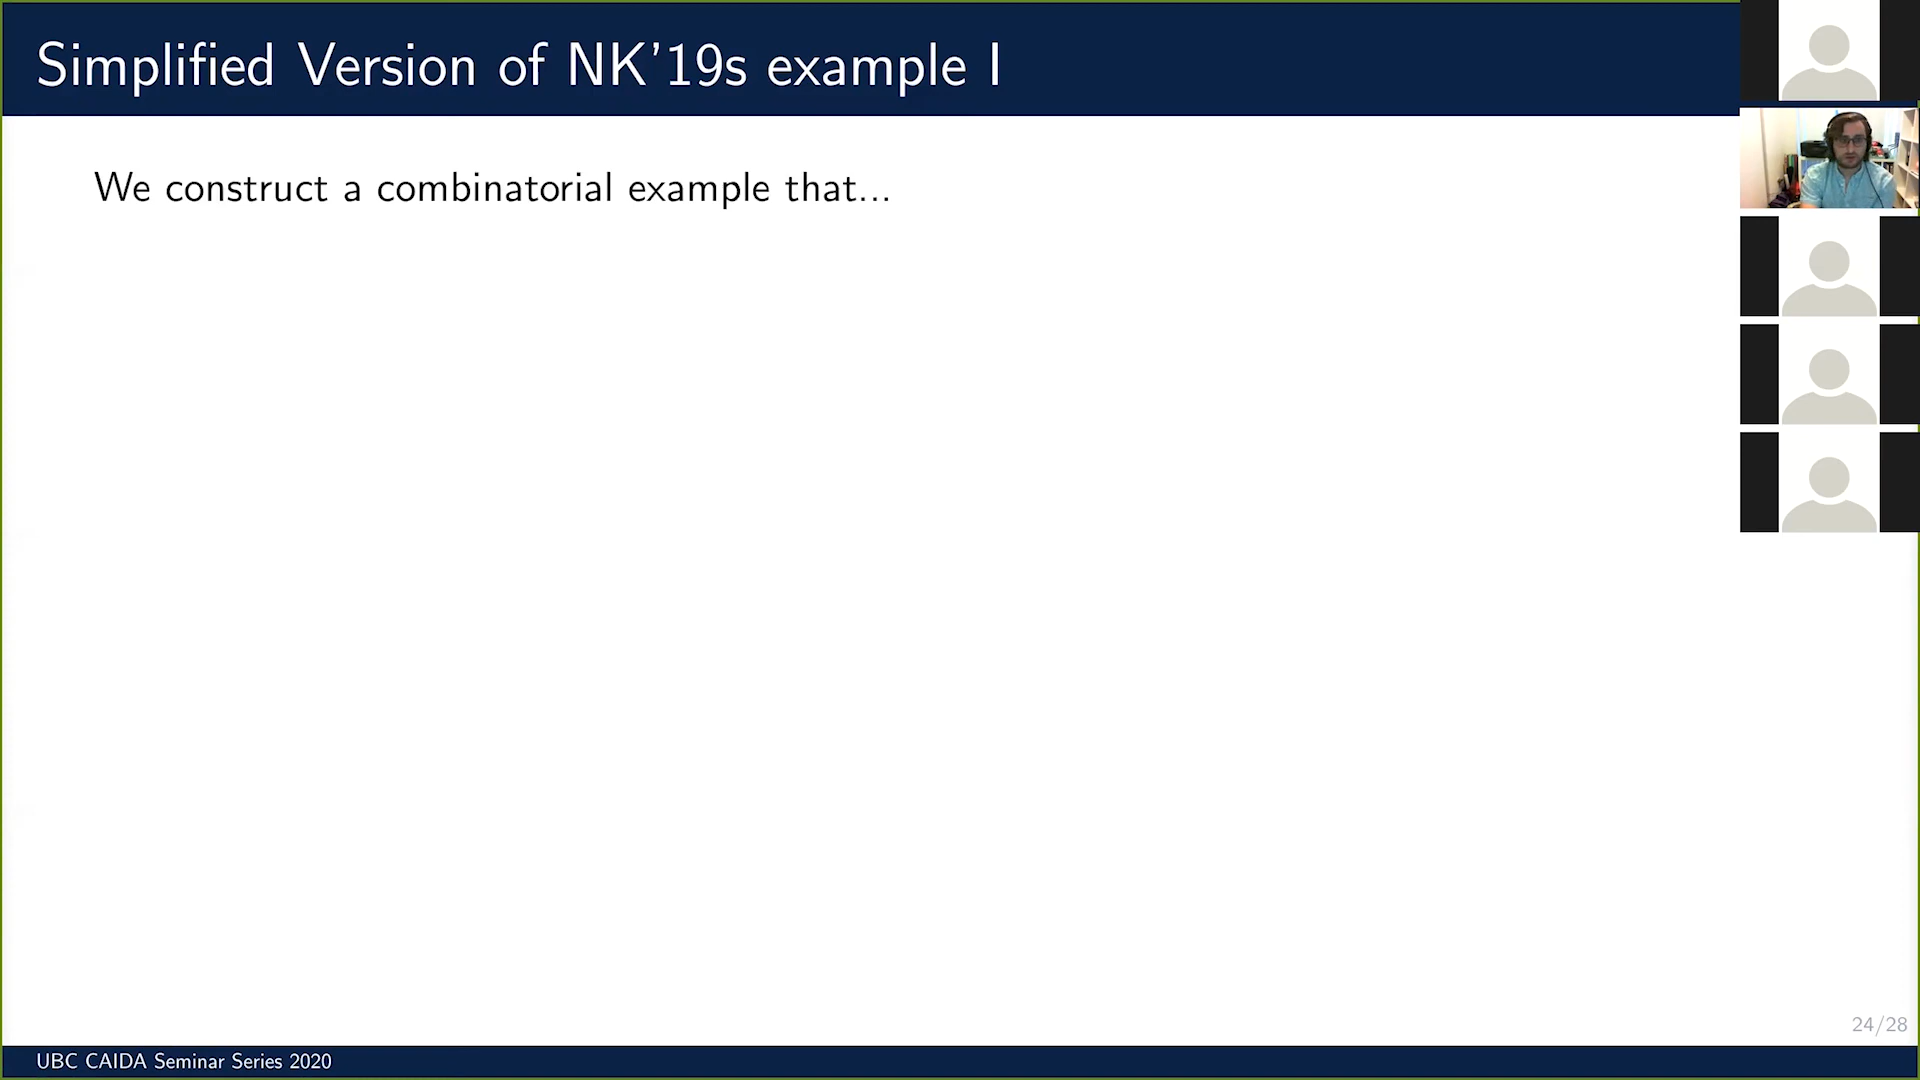 Simplified Version of NK'19s example I
We construct a combinatorial example that...
24/28
UBC CAIDA Seminar Series 2020